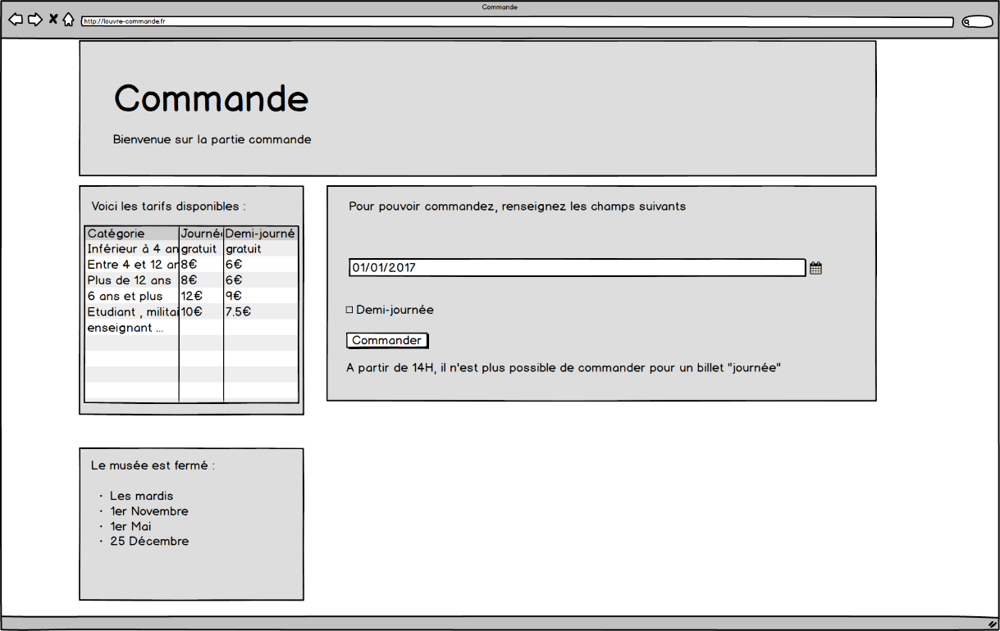 Commande
http://louvre-commande.fr
Commande
Bienvenue sur la partie commande
Voici les tarifs disponibles :
Catégorie Journée Demi-journé
Inférieur à 4 an gratuit gratuit
Entre 4 et 12 an 8€ 6€
Plus de 12 ans 8€ 6€
6 ans et plus 12€ 9€
Etudiant , militai 10€ 7.5€
enseignant ...
Pour pouvoir commandez, renseignez les champs suivants
01/01/2017
Demi-journée
Commander
A partir de 14H, il n'est plus possible de commander pour un billet "journée"
Le musée est fermé :
· Les mardis
· 1er Novembre
· 1er Mai
· 25 Décembre